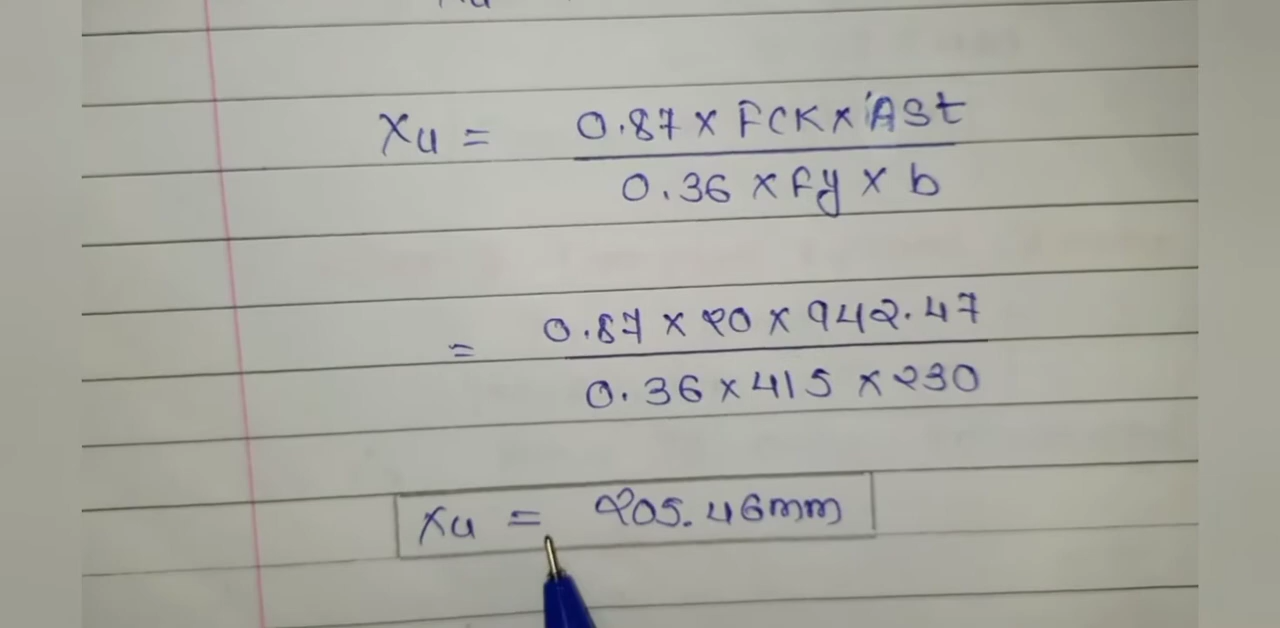 Xu = 0.87 × FCK × ASt
0.36 × Fy × b
= 0.87 × 20 × 942.47
0.36 × 415 × 230
Xu = 205.46mm